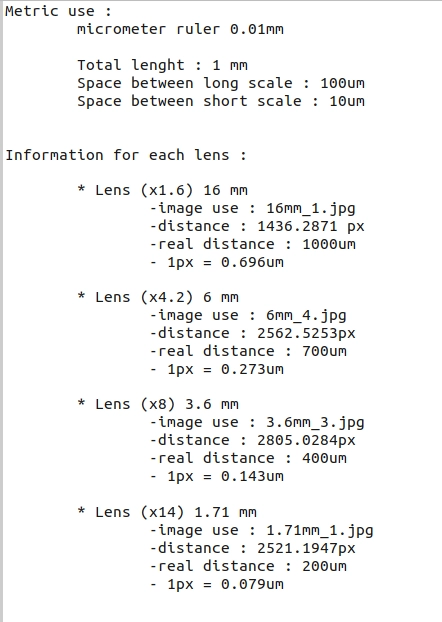 Metric use :
micrometer ruler 0.01mm
Total lenght : 1 mm
Space between long scale : 100um
Space between short scale : 10um
Information for each lens :
* Lens (x1.6) 16 mm
-image use : 16mm_1.jpg
-distance : 1436.2871 px
-real distance : 1000um
- 1px = 0.696um
* Lens (x4.2) 6 mm
-image use : 6mm_4.jpg
-distance : 2562.5253px
-real distance : 700um
- 1px = 0.273um
* Lens (x8) 3.6 mm
-image use : 3.6mm_3.jpg
-distance : 2805.0284px
-real distance : 400um
- 1px = 0.143um
* Lens (x14) 1.71 mm
-image use : 1.71mm_1.jpg
-distance : 2521.1947px
-real distance : 200um
- 1px = 0.079um